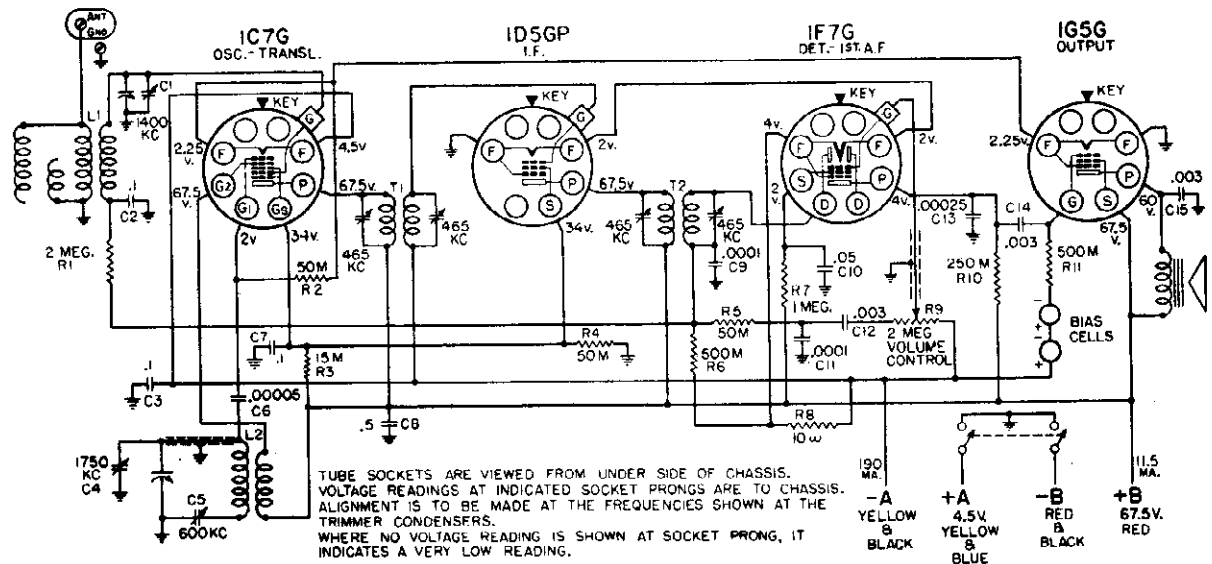 ANT
GND
1C7G
OSC.-TRANSL.
1D5GP
I.F.
1F7G
DET.-1ST. A.F
1G5G
OUTPUT
KEY
KEY
KEY
KEY
C1
1400
KC
L1
G
G
G
2.25
V.
4.5V
2V.
4V.
2V.
2.25V.
F
F
F
F
F
F
F
F
G2
P
P
S
P
P
G1
GS
S
D
D
G
S
67.5
V.
67.5V.
T1
67.5V
T2
2
V.
4V.
60
V.
67.5
V.
.003
C15
.1
C2
2V
34V.
465
KC
465
KC
34V.
465
KC
465
KC
.0001
C9
.05
C10
.00025
C13
C14
.003
2 MEG.
R1
50M
R2
R7
1 MEG.
250M
R10
500M
R11
C7
.1
R4
50M
R5
50M
.003
C12
R9
2 MEG
VOLUME
CONTROL
BIAS
CELLS
-
+
-
+
15M
R3
500M
R6
.0001
C11
.1
C3
.00005
C6
.5
C8
R8
10ω
L2
1750
KC
C4
C5
600KC
TUBE SOCKETS ARE VIEWED FROM UNDER SIDE OF CHASSIS.
VOLTAGE READINGS AT INDICATED SOCKET PRONGS ARE TO CHASSIS.
ALIGNMENT IS TO BE MADE AT THE FREQUENCIES SHOWN AT THE
TRIMMER CONDENSERS.
WHERE NO VOLTAGE READING IS SHOWN AT SOCKET PRONG, IT
INDICATES A VERY LOW READING.
190
MA.
11.5
MA.
-A
YELLOW
&
BLACK
+A
4.5V.
YELLOW
&
BLUE
-B
RED
&
BLACK
+B
67.5V.
RED